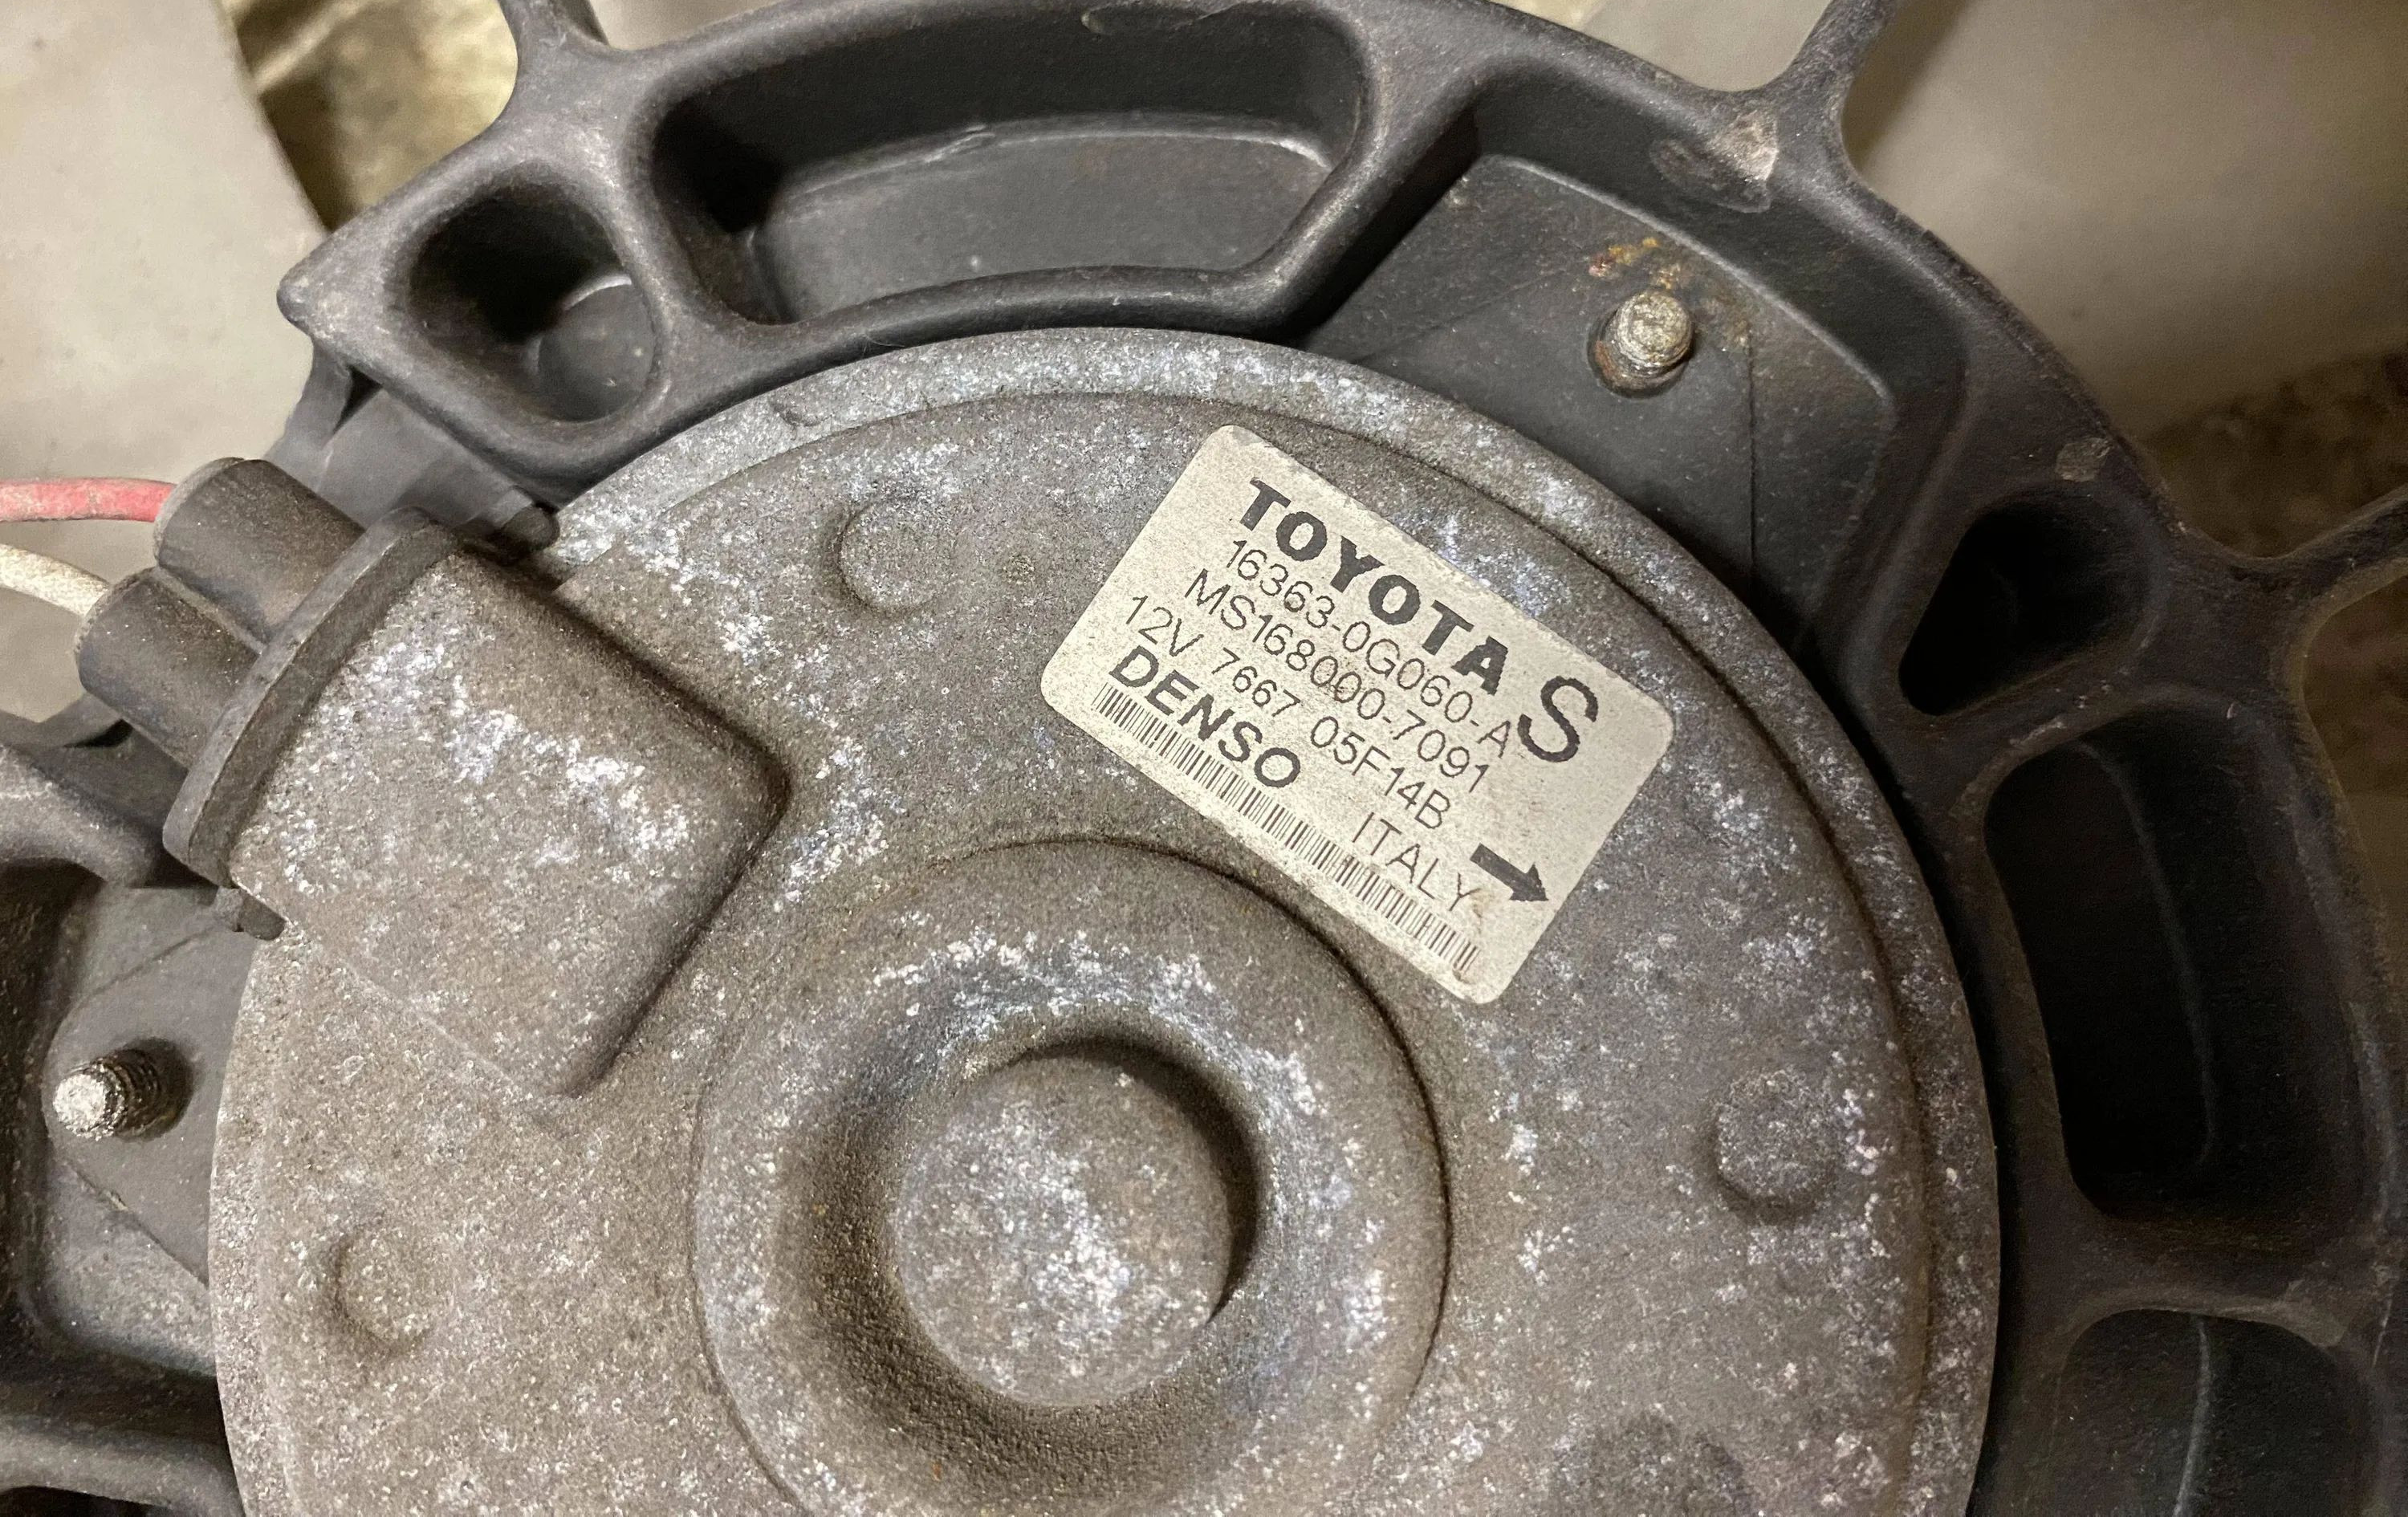 TOYOTA S
16363-0G060-A
MS168000-7091
12V 7667 05F14B
DENSO ITALY